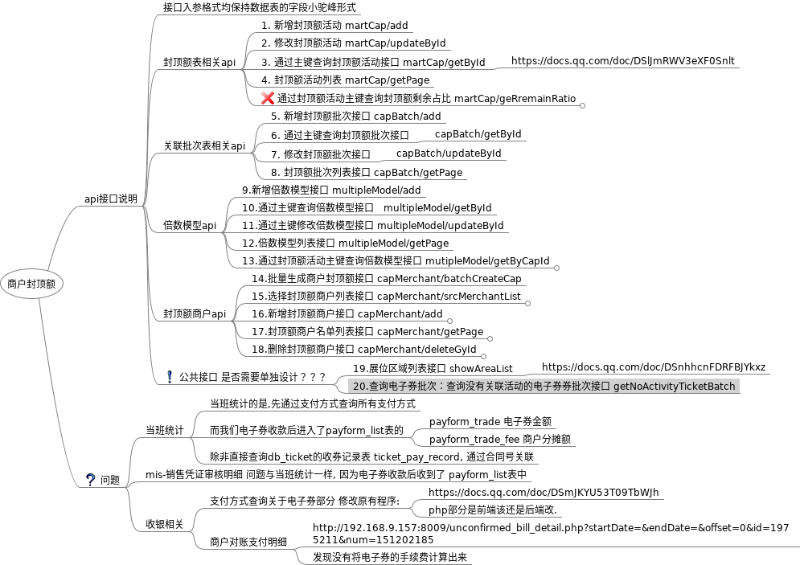 接口入参格式均保持数据表的字段小驼峰形式
1. 新增封顶额活动 martCap/add
2. 修改封顶额活动 martCap/updateById
封顶额表相关api
3. 通过主键查询封顶额活动接口 martCap/getById
https://docs.qq.com/doc/DSlJmRWV3eXF0Snlt
4. 封顶额活动列表 martCap/getPage
通过封顶额活动主键查询封顶额剩余占比 martCap/geRremainRatio
5. 新增封顶额批次接口 capBatch/add
6. 通过主键查询封顶额批次接口 capBatch/getById
关联批次表相关api
7. 修改封顶额批次接口 capBatch/updateById
8. 封顶额批次列表接口 capBatch/getPage
api接口说明
9.新增倍数模型接口 multipleModel/add
10.通过主键查询倍数模型接口 multipleModel/getById
倍数模型api
11.通过主键修改倍数模型接口 multipleModel/updateById
12.倍数模型列表接口 multipleModel/getPage
13.通过封顶额活动主键查询倍数模型接口 mutipleModel/getByCapId
商户封顶额
14.批量生成商户封顶额接口 capMerchant/batchCreateCap
15.选择封顶额商户列表接口 capMerchant/srcMerchantList
封顶额商户api
16.新增封顶额商户接口 capMerchant/add
17.封顶额商户名单列表接口 capMerchant/getPage
18.删除封顶额商户接口 capMerchant/deleteGyId
公共接口 是否需要单独设计？？？
19.展位区域列表接口 showAreaList
https://docs.qq.com/doc/DSnhhcnFDRFBJYkxz
20.查询电子券批次：查询没有关联活动的电子券券批次接口 getNoActivityTicketBatch
当班统计的是,先通过支付方式查询所有支付方式
当班统计
而我们电子券收款后进入了payform_list表的
payform_trade 电子券金额
payform_trade_fee 商户分摊额
除非直接查询db_ticket的收券记录表 ticket_pay_record, 通过合同号关联
问题
mis-销售凭证审核明细 问题与当班统计一样, 因为电子券收款后收到了 payform_list表中
收银相关
支付方式查询关于电子券部分 修改原有程序;
https://docs.qq.com/doc/DSmJKYU53T09TbWJh
php部分是前端该还是后端改.
商户对账支付明细
http://192.168.9.157:8009/unconfirmed_bill_detail.php?startDate=&endDate=&offset=0&id=197
5211&num=151202185
发现没有将电子券的手续费计算出来